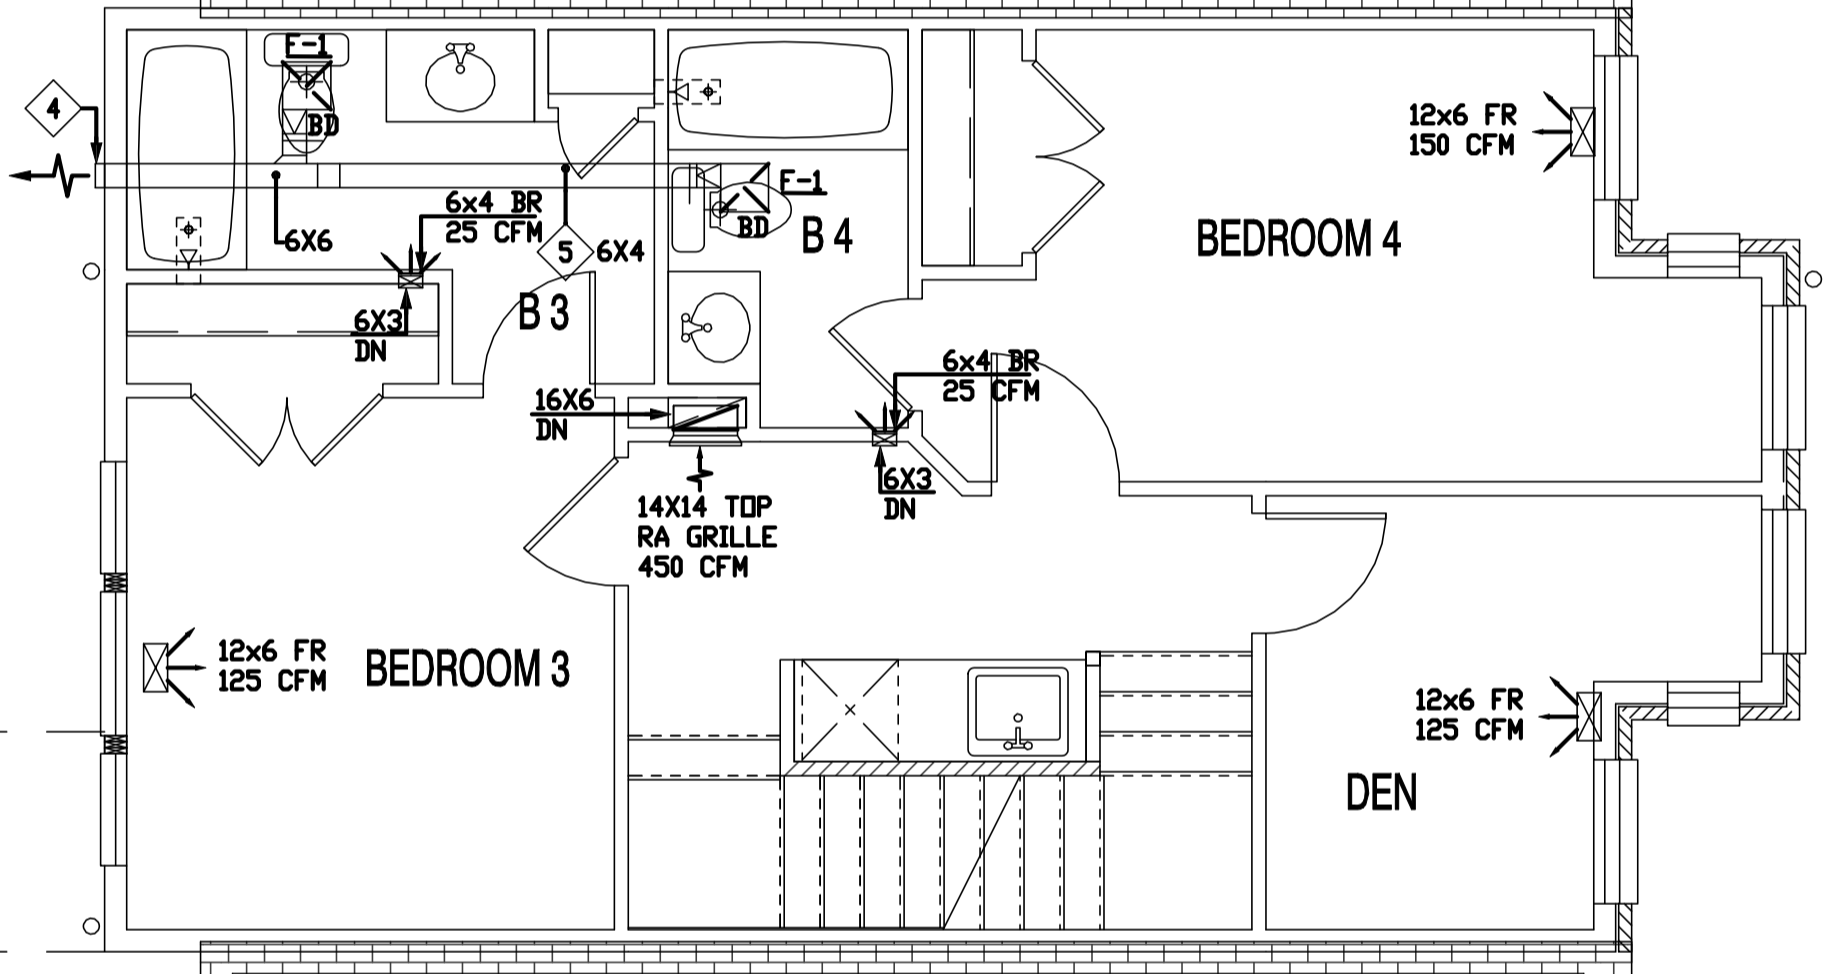 F-1
BD
4
12x6 FR
150 CFM
F-1
BD
6x4 BR
25 CFM
6X6
5
6X4
B 4
BEDROOM 4
B 3
6X3
DN
6x4 BR
25 CFM
16X6
DN
6X3
DN
14X14 TOP
RA GRILLE
450 CFM
12x6 FR
125 CFM
BEDROOM 3
12x6 FR
125 CFM
DEN